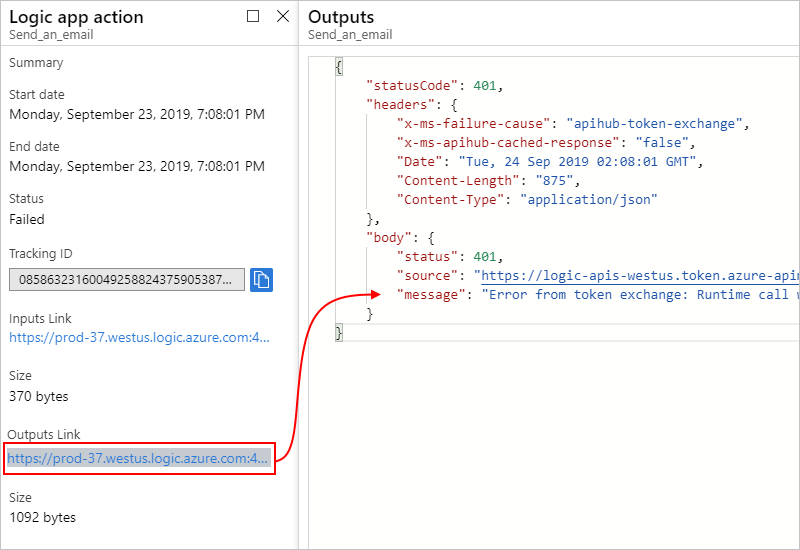 Logic app action
Send_an_email
Summary
Start date
Monday, September 23, 2019, 7:08:01 PM
End date
Monday, September 23, 2019, 7:08:01 PM
Status
Failed
Tracking ID
08586323160049258824375905387...
Inputs Link
https://prod-37.westus.logic.azure.com:4...
Size
370 bytes
Outputs Link
https://prod-37.westus.logic.azure.com:4...
Size
1092 bytes
Outputs
Send_an_email
{
"statusCode": 401,
"headers": {
"x-ms-failure-cause": "apihub-token-exchange",
"x-ms-apihub-cached-response": "false",
"Date": "Tue, 24 Sep 2019 02:08:01 GMT",
"Content-Length": "875",
"Content-Type": "application/json"
},
"body": {
"status": 401,
"source": "https://logic-apis-westus.token.azure-apim
"message": "Error from token exchange: Runtime call w
}
}